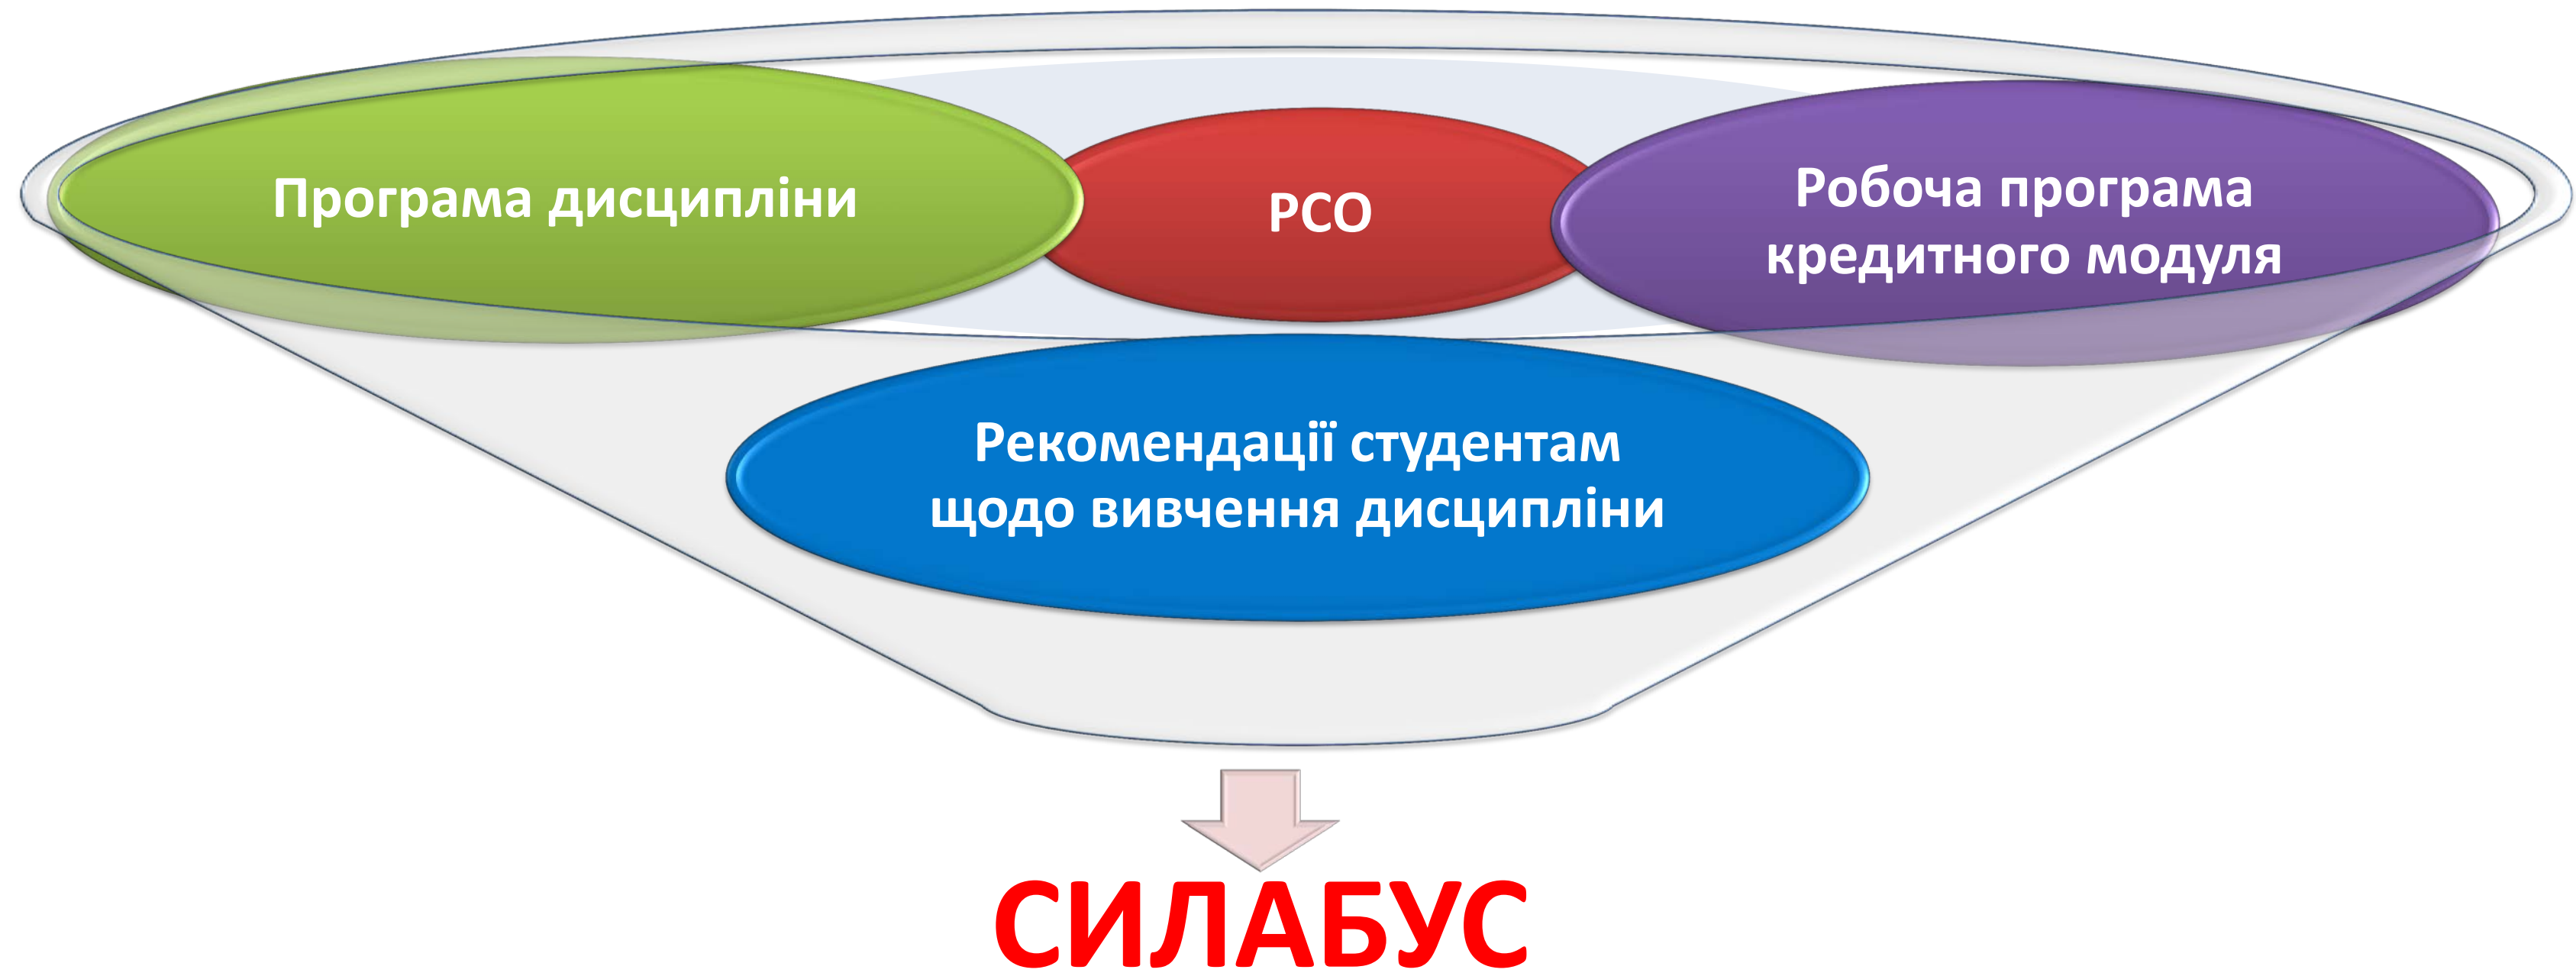 Програма дисципліни
РСО
Робоча програма
кредитного модуля
Рекомендації студентам
щодо вивчення дисципліни
СИЛАБУС